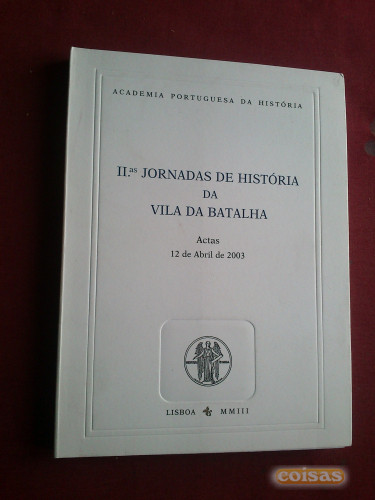 ACADEMIA PORTUGUESA DA HISTÓRIA
II.as JORNADAS DE HISTÓRIA
DA
VILA DA BATALHA
Actas
12 de Abril de 2003
LISBOA MMIII
coisas